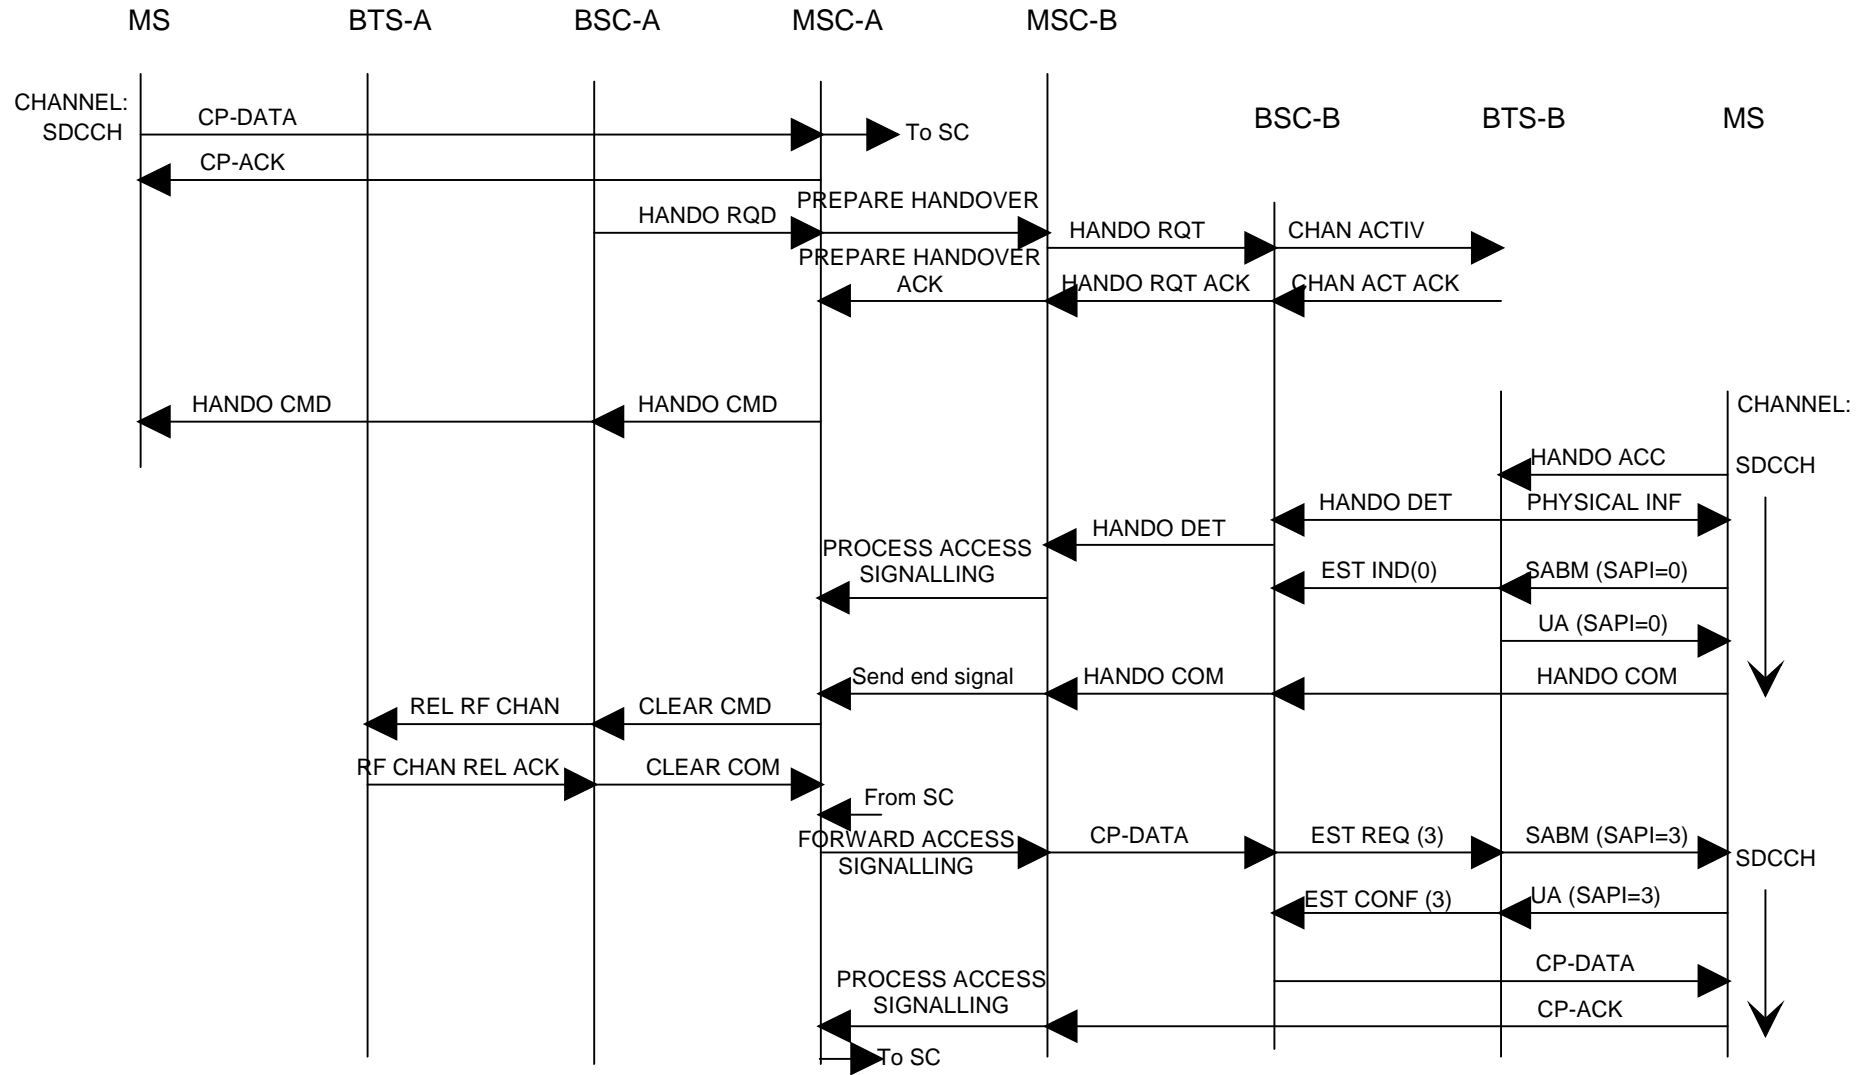 MS BTS-A BSC-A MSC-A MSC-B
CHANNEL:
SDCCH
CP-DATA
To SC
BSC-B BTS-B MS
CP-ACK
PREPARE HANDOVER
HANDO RQD
HANDO RQT
CHAN ACTIV
PREPARE HANDOVER
ACK
HANDO RQT ACK
CHAN ACT ACK
HANDO CMD
HANDO CMD
CHANNEL:
HANDO ACC
SDCCH
HANDO DET
PHYSICAL INF
HANDO DET
PROCESS ACCESS
SIGNALLING
EST IND(0)
SABM (SAPI=0)
UA (SAPI=0)
Send end signal
HANDO COM
HANDO COM
REL RF CHAN
CLEAR CMD
RF CHAN REL ACK
CLEAR COM
From SC
FORWARD ACCESS
SIGNALLING
CP-DATA
EST REQ (3)
SABM (SAPI=3)
SDCCH
EST CONF (3)
UA (SAPI=3)
CP-DATA
PROCESS ACCESS
SIGNALLING
CP-ACK
To SC